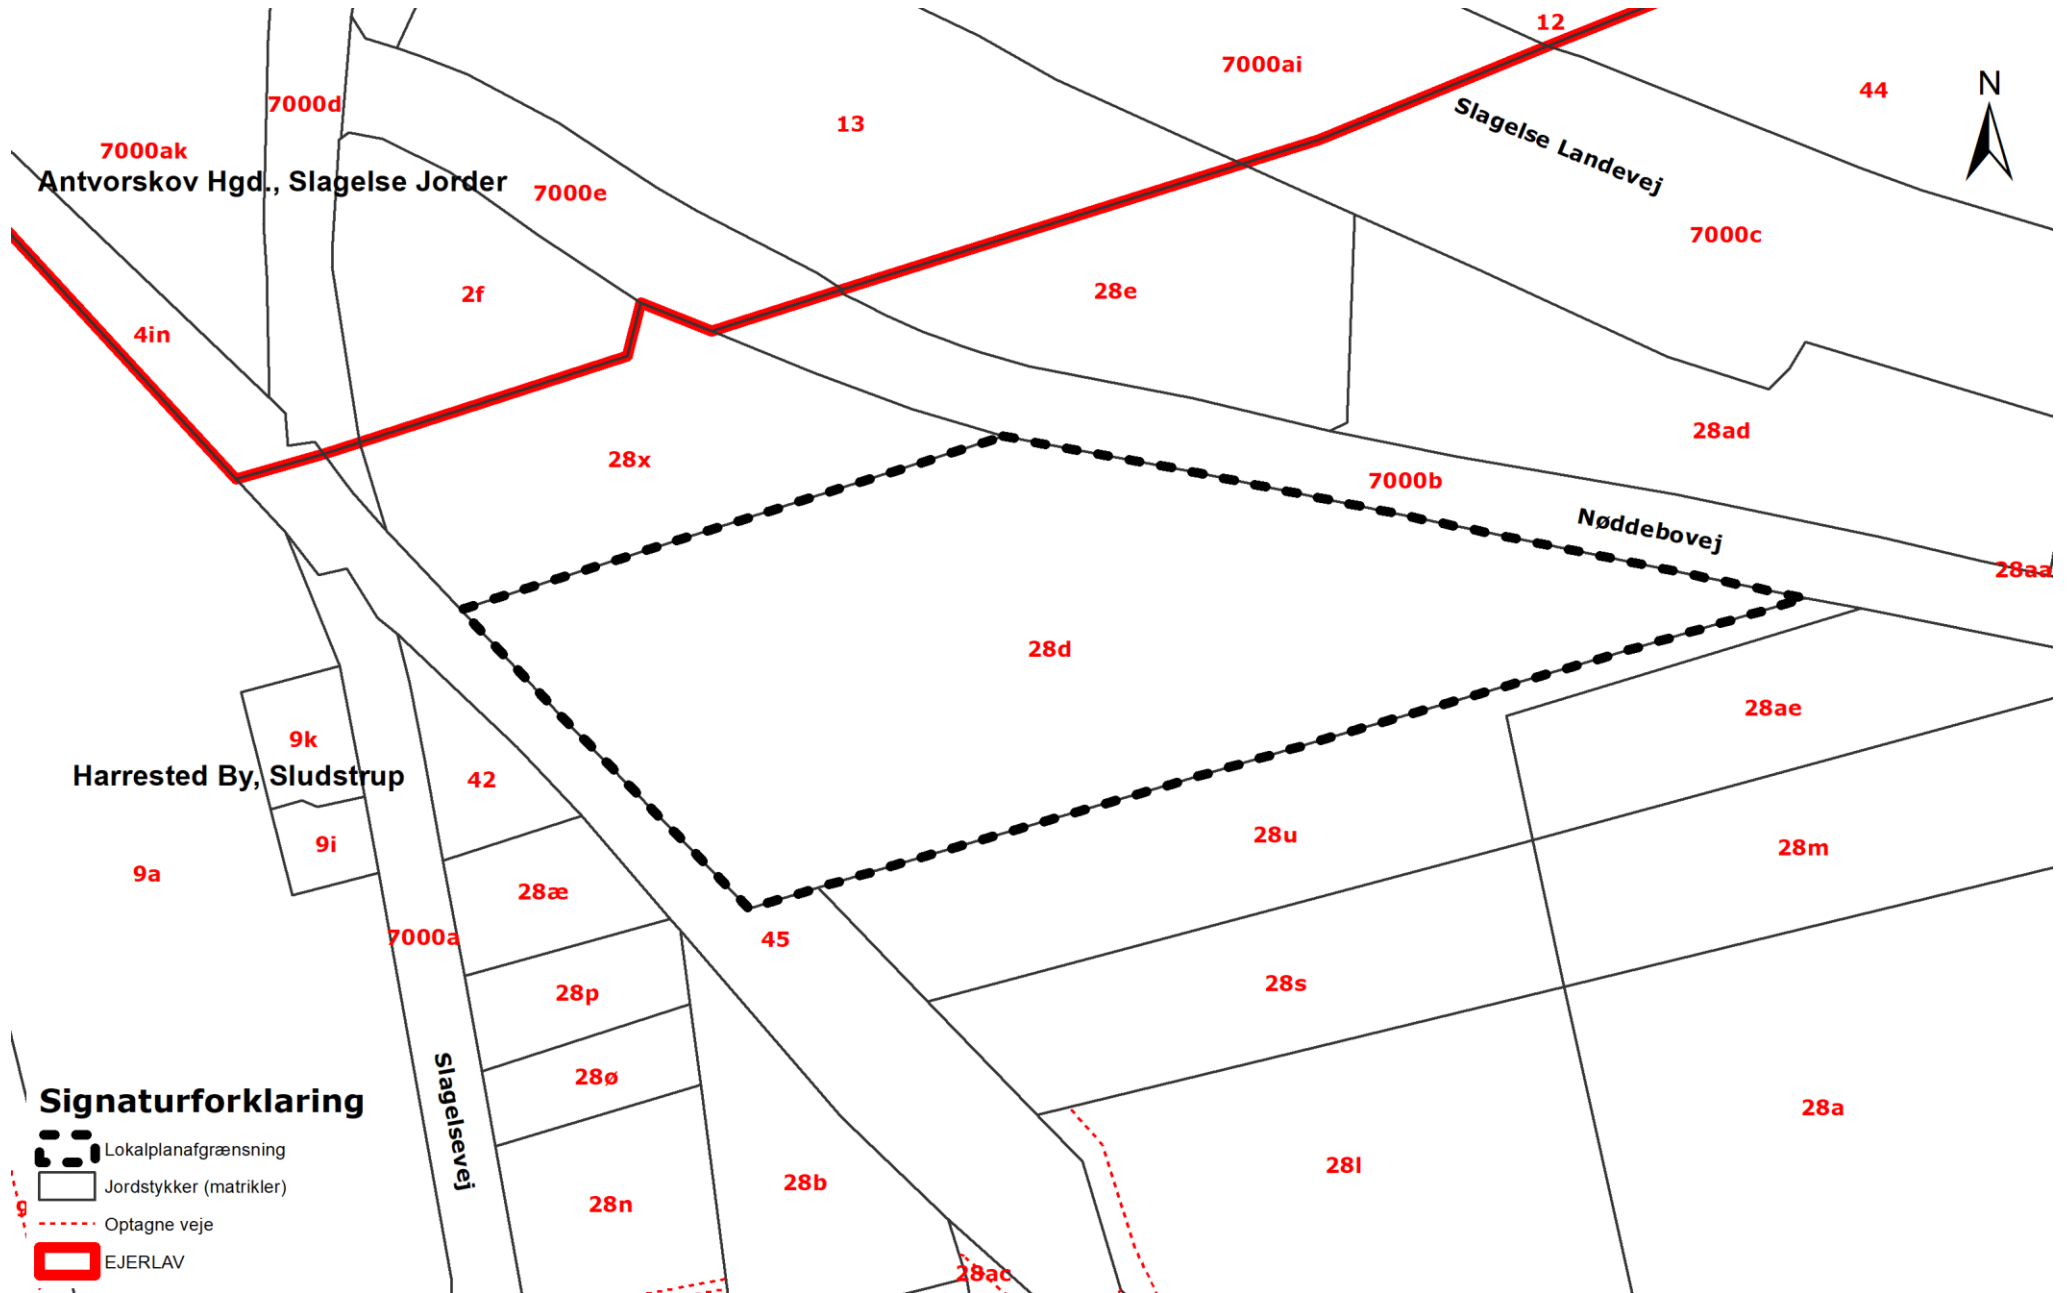 12
7000ai
44
N
7000d
Slagelse Landevej
13
7000ak
Antvorskov Hgd., Slagelse Jorder
7000e
7000c
28e
2f
4in
28ad
28x
7000b
Nøddebovej
28aa
28d
28ae
9k
Harrested By, Sludstrup
42
28u
9i
28m
9a
28æ
7000a
45
28s
28p
28ø
Slagelsevej
28a
28l
28b
28n
28ac
Signaturforklaring
Lokalplanafgrænsning
Jordstykker (matrikler)
Optagne veje
EJERLAV